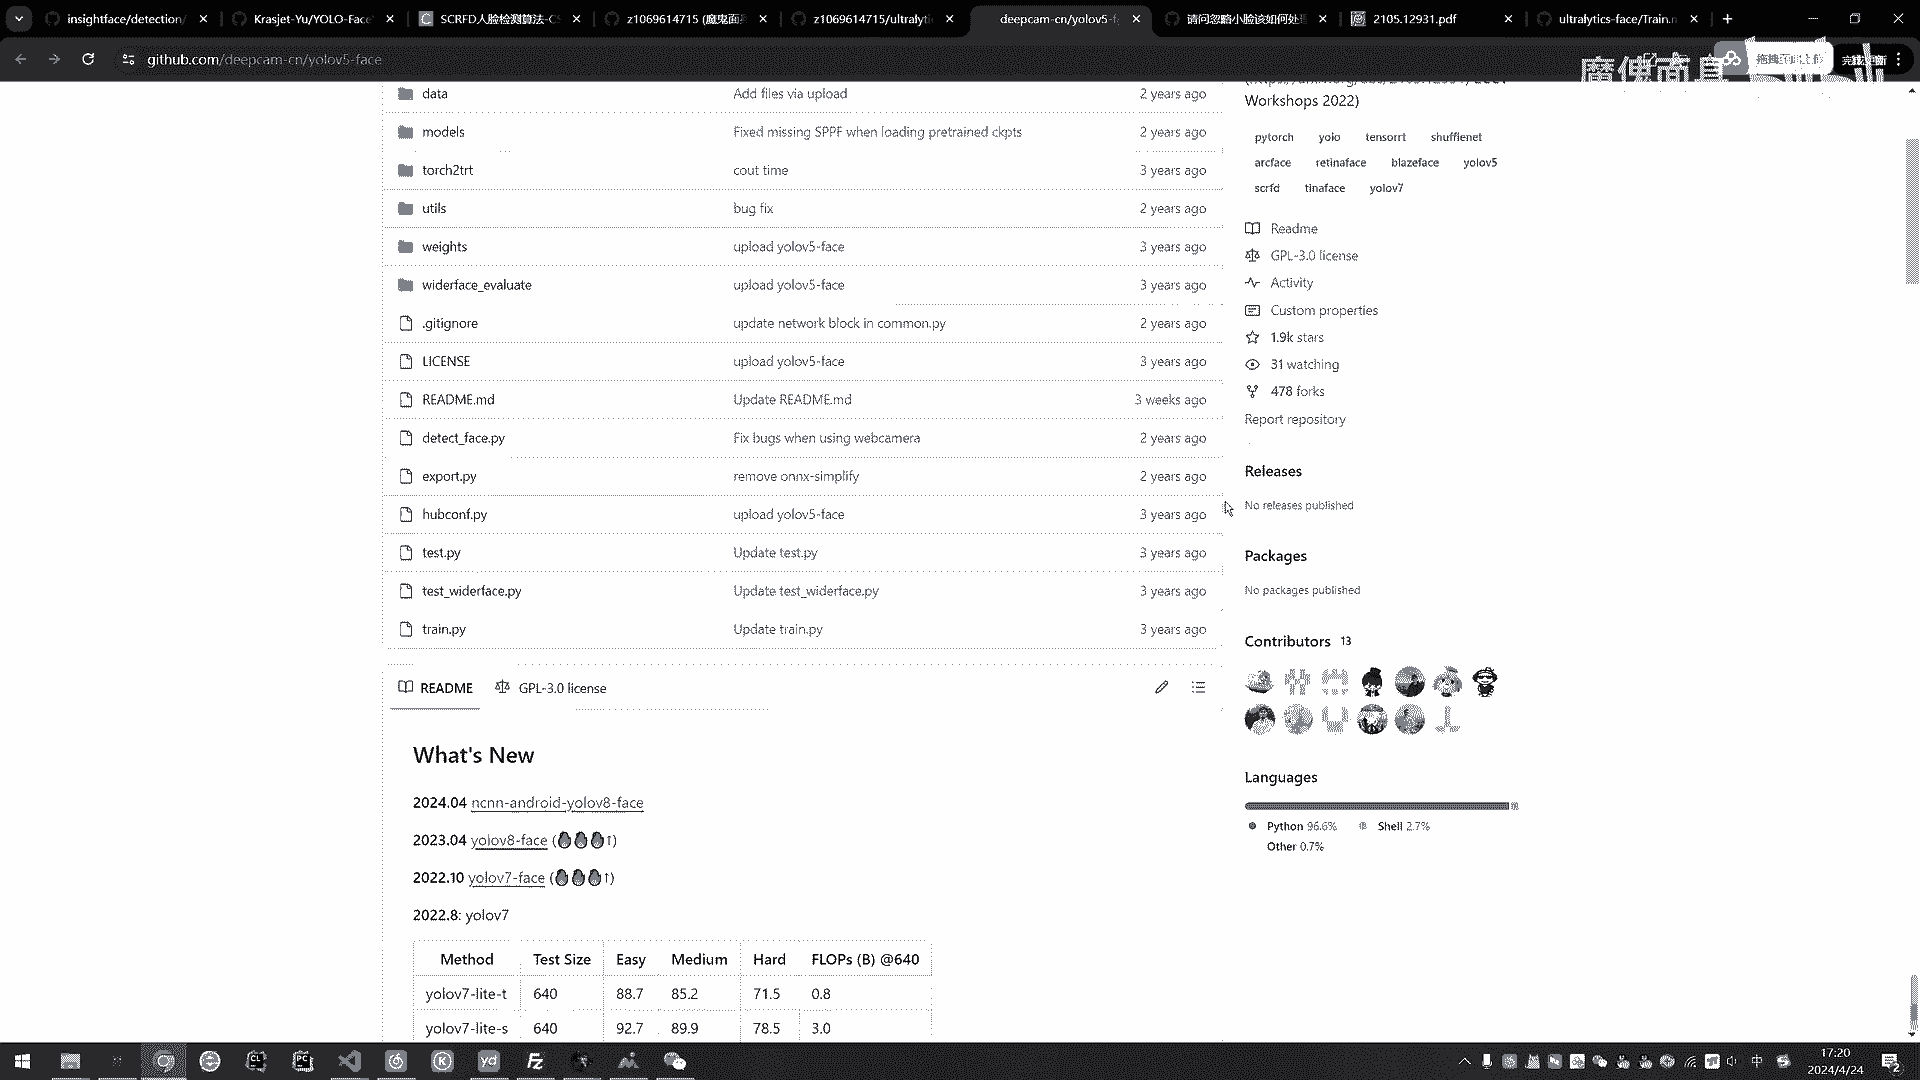 insightface/detection/
Krasjet-Yu/YOLO-Face
SCRFD人脸检测算法-CS
z1069614715 (魔鬼面
z1069614715/ultralyti
deepcam-cn/yolov5-f
请问忽略小脸该如何处
2105.12931.pdf
ultralytics-face/Train.m
github.com/deepcam-cn/yolov5-face
Workshops 2022)
data Add files via upload 2 years ago
models Fixed missing SPPF when loading pretrained ckpts 2 years ago
torch2trt cout time 3 years ago
utils bug fix 2 years ago
weights upload yolov5-face 3 years ago
widerface_evaluate upload yolov5-face 3 years ago
.gitignore update network block in common.py 2 years ago
LICENSE upload yolov5-face 3 years ago
README.md Update README.md 3 weeks ago
detect_face.py Fix bugs when using webcamera 2 years ago
export.py remove onnx-simplify 2 years ago
hubconf.py upload yolov5-face 3 years ago
test.py Update test.py 3 years ago
test_widerface.py Update test_widerface.py 3 years ago
train.py Update train.py 3 years ago
README GPL-3.0 license
What's New
2024.04 ncnn-android-yolov8-face
2023.04 yolov8-face (↑)
2022.10 yolov7-face (↑)
2022.8: yolov7
Method Test Size Easy Medium Hard FLOPs (B) @640
yolov7-lite-t 640 88.7 85.2 71.5 0.8
yolov7-lite-s 640 92.7 89.9 78.5 3.0
pytorch yolo tensorrt shufflenet
arcface retinaface blazeface yolov5
scrfd tinaface yolov7
Readme
GPL-3.0 license
Activity
Custom properties
1.9k stars
31 watching
478 forks
Report repository
Releases
No releases published
Packages
No packages published
Contributors 13
Languages
Python 96.6% Shell 2.7%
Other 0.7%
CL
PC
K
yd
Fz
中
17:20
2024/4/24
2